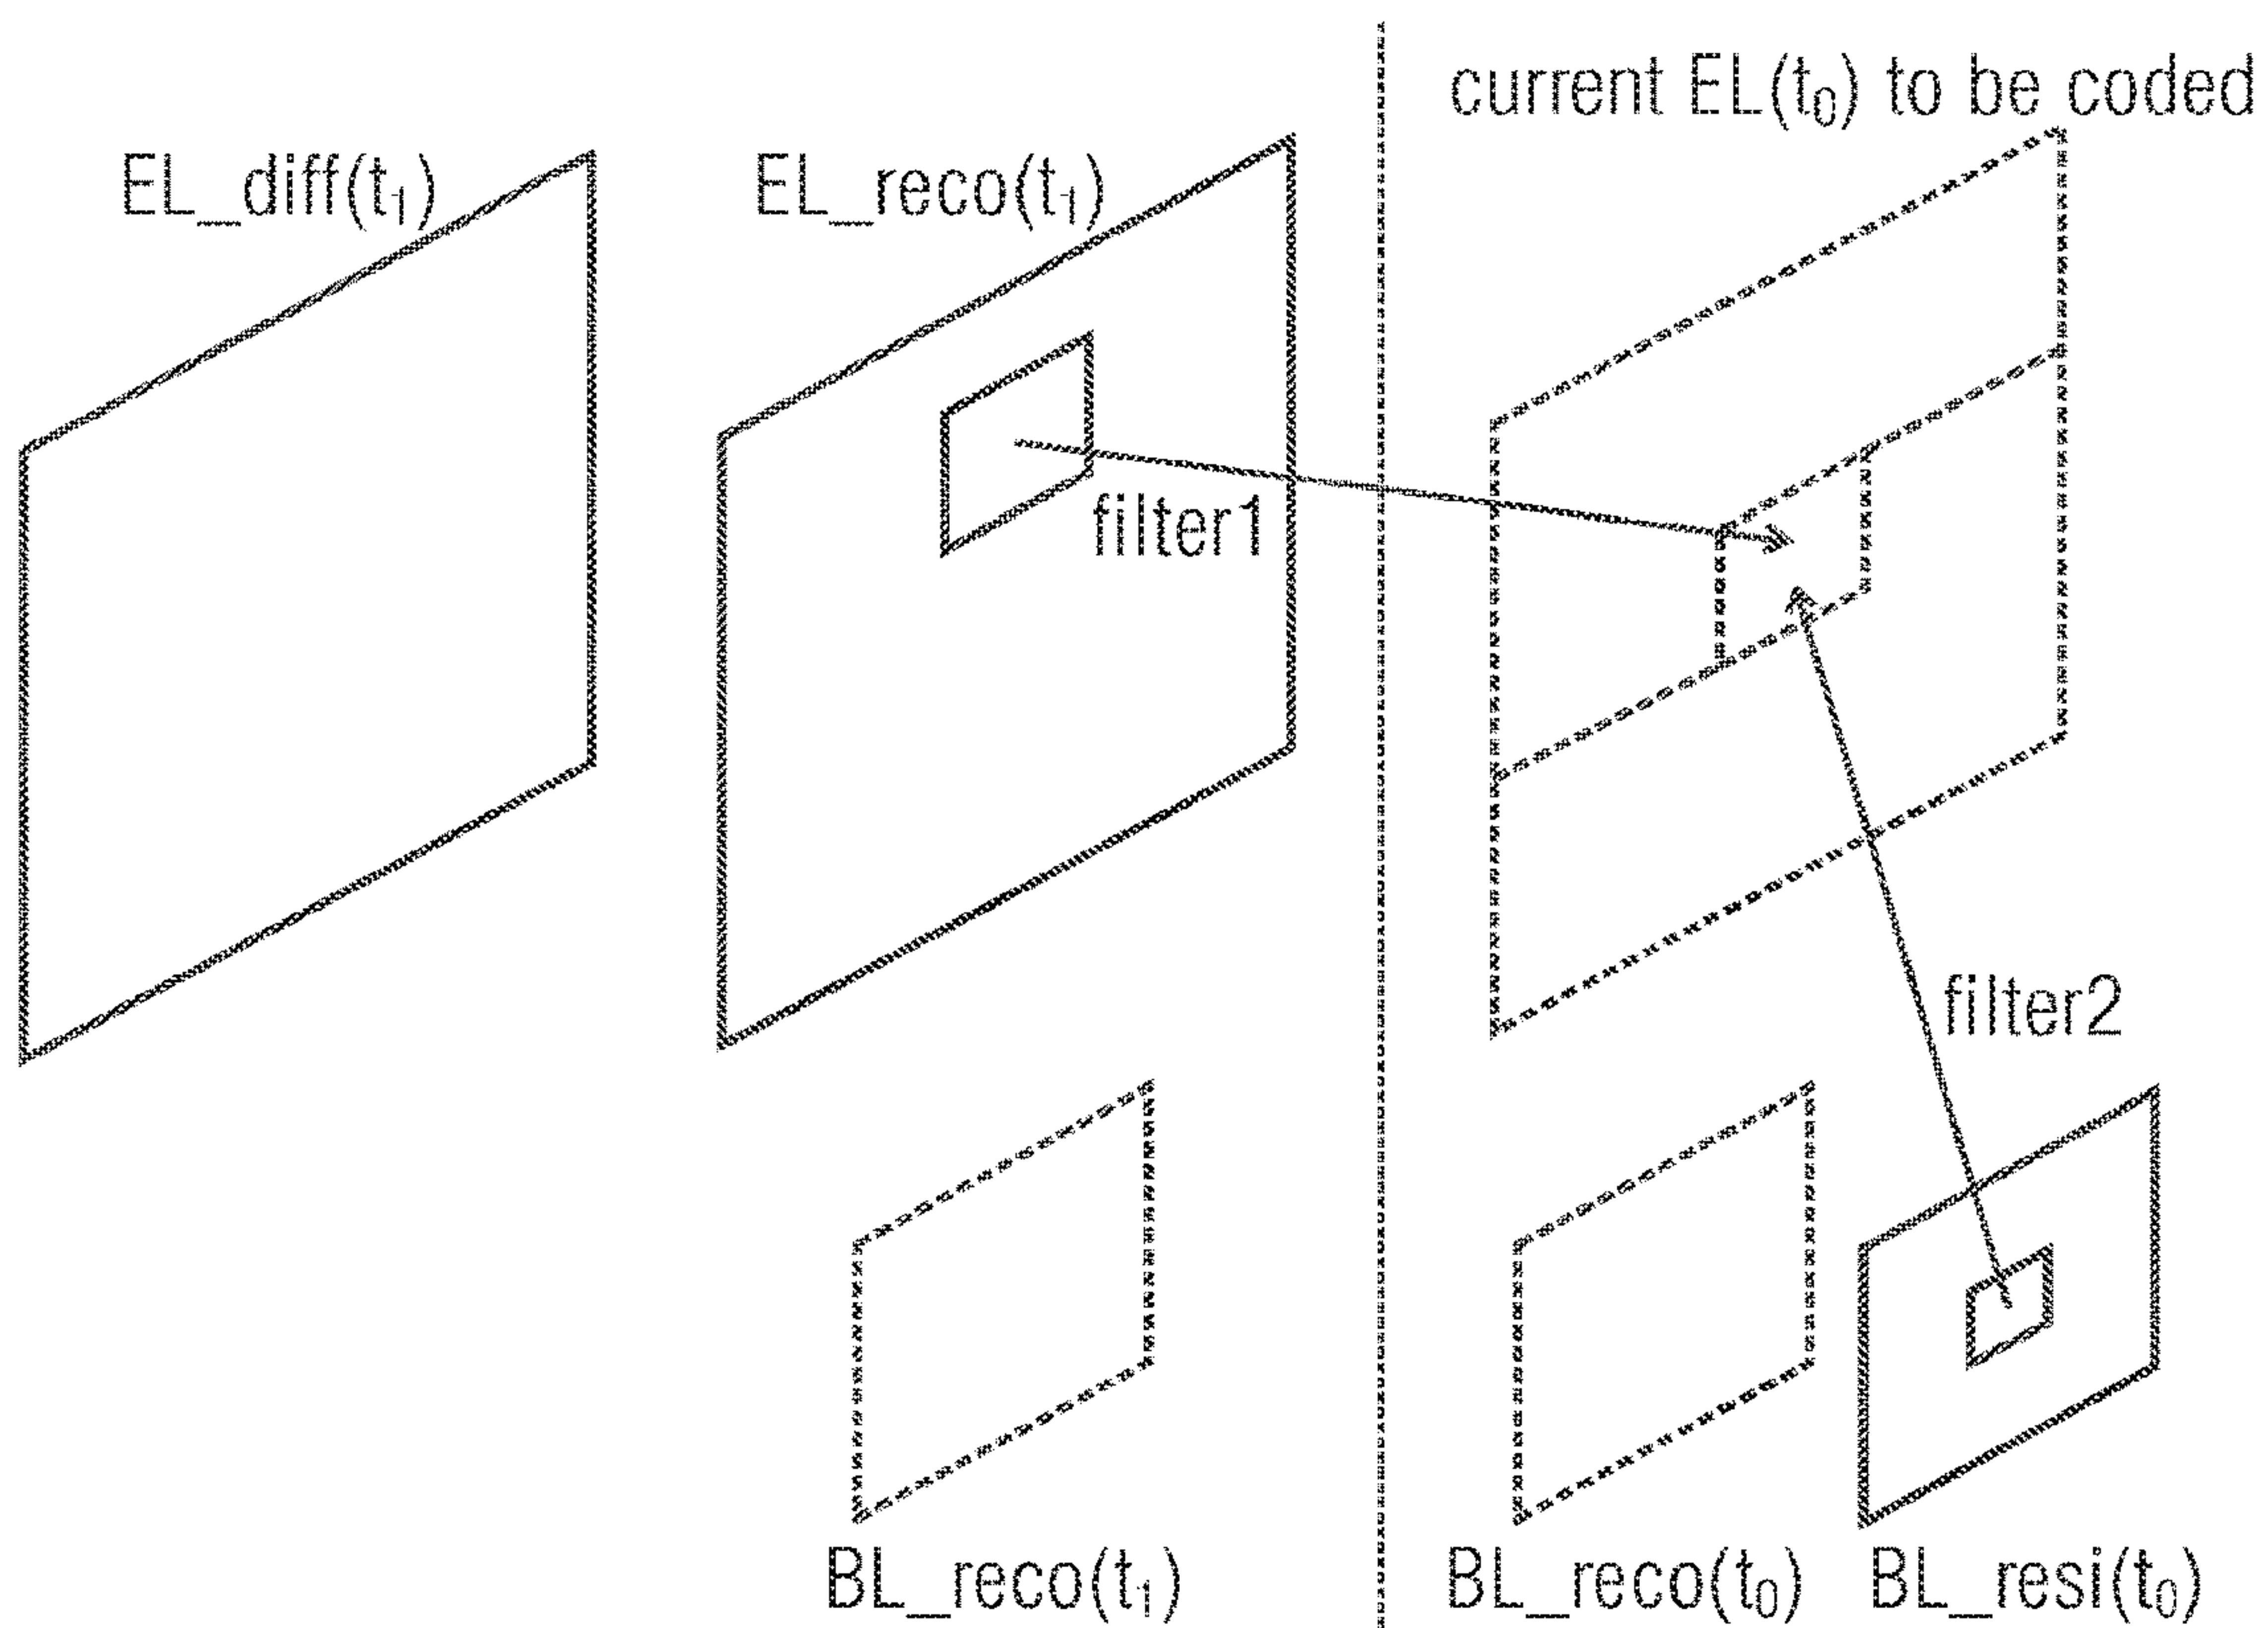 current EL(t₀) to be coded
EL_diff(t₁)
EL_reco(t₁)
filter1
filter2
BL_reco(t₁)
BL_reco(t₀)
BL_resi(t₀)